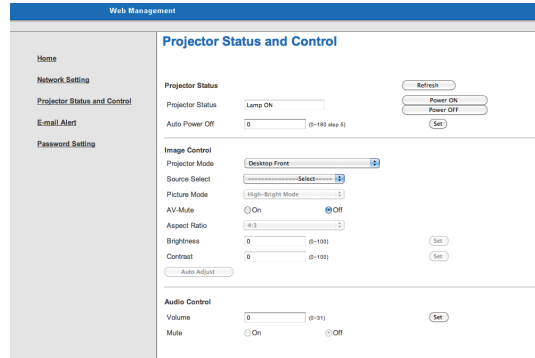 Web Management
Projector Status and Control
Home
Network Setting
Projector Status and Control
E-mail Alert
Password Setting
Projector Status
Refresh
Projector Status Lamp ON Power ON
Power OFF
Auto Power Off 0 (0-180 step 5) Set
Image Control
Projector Mode Desktop Front
Source Select ----------------Select-----
Picture Mode High-Bright Mode
AV-Mute On Off
Aspect Ratio 4:3
Brightness 0 (0-100) Set
Contrast 0 (0-100) Set
Auto Adjust
Audio Control
Volume 0 (0-31) Set
Mute On Off